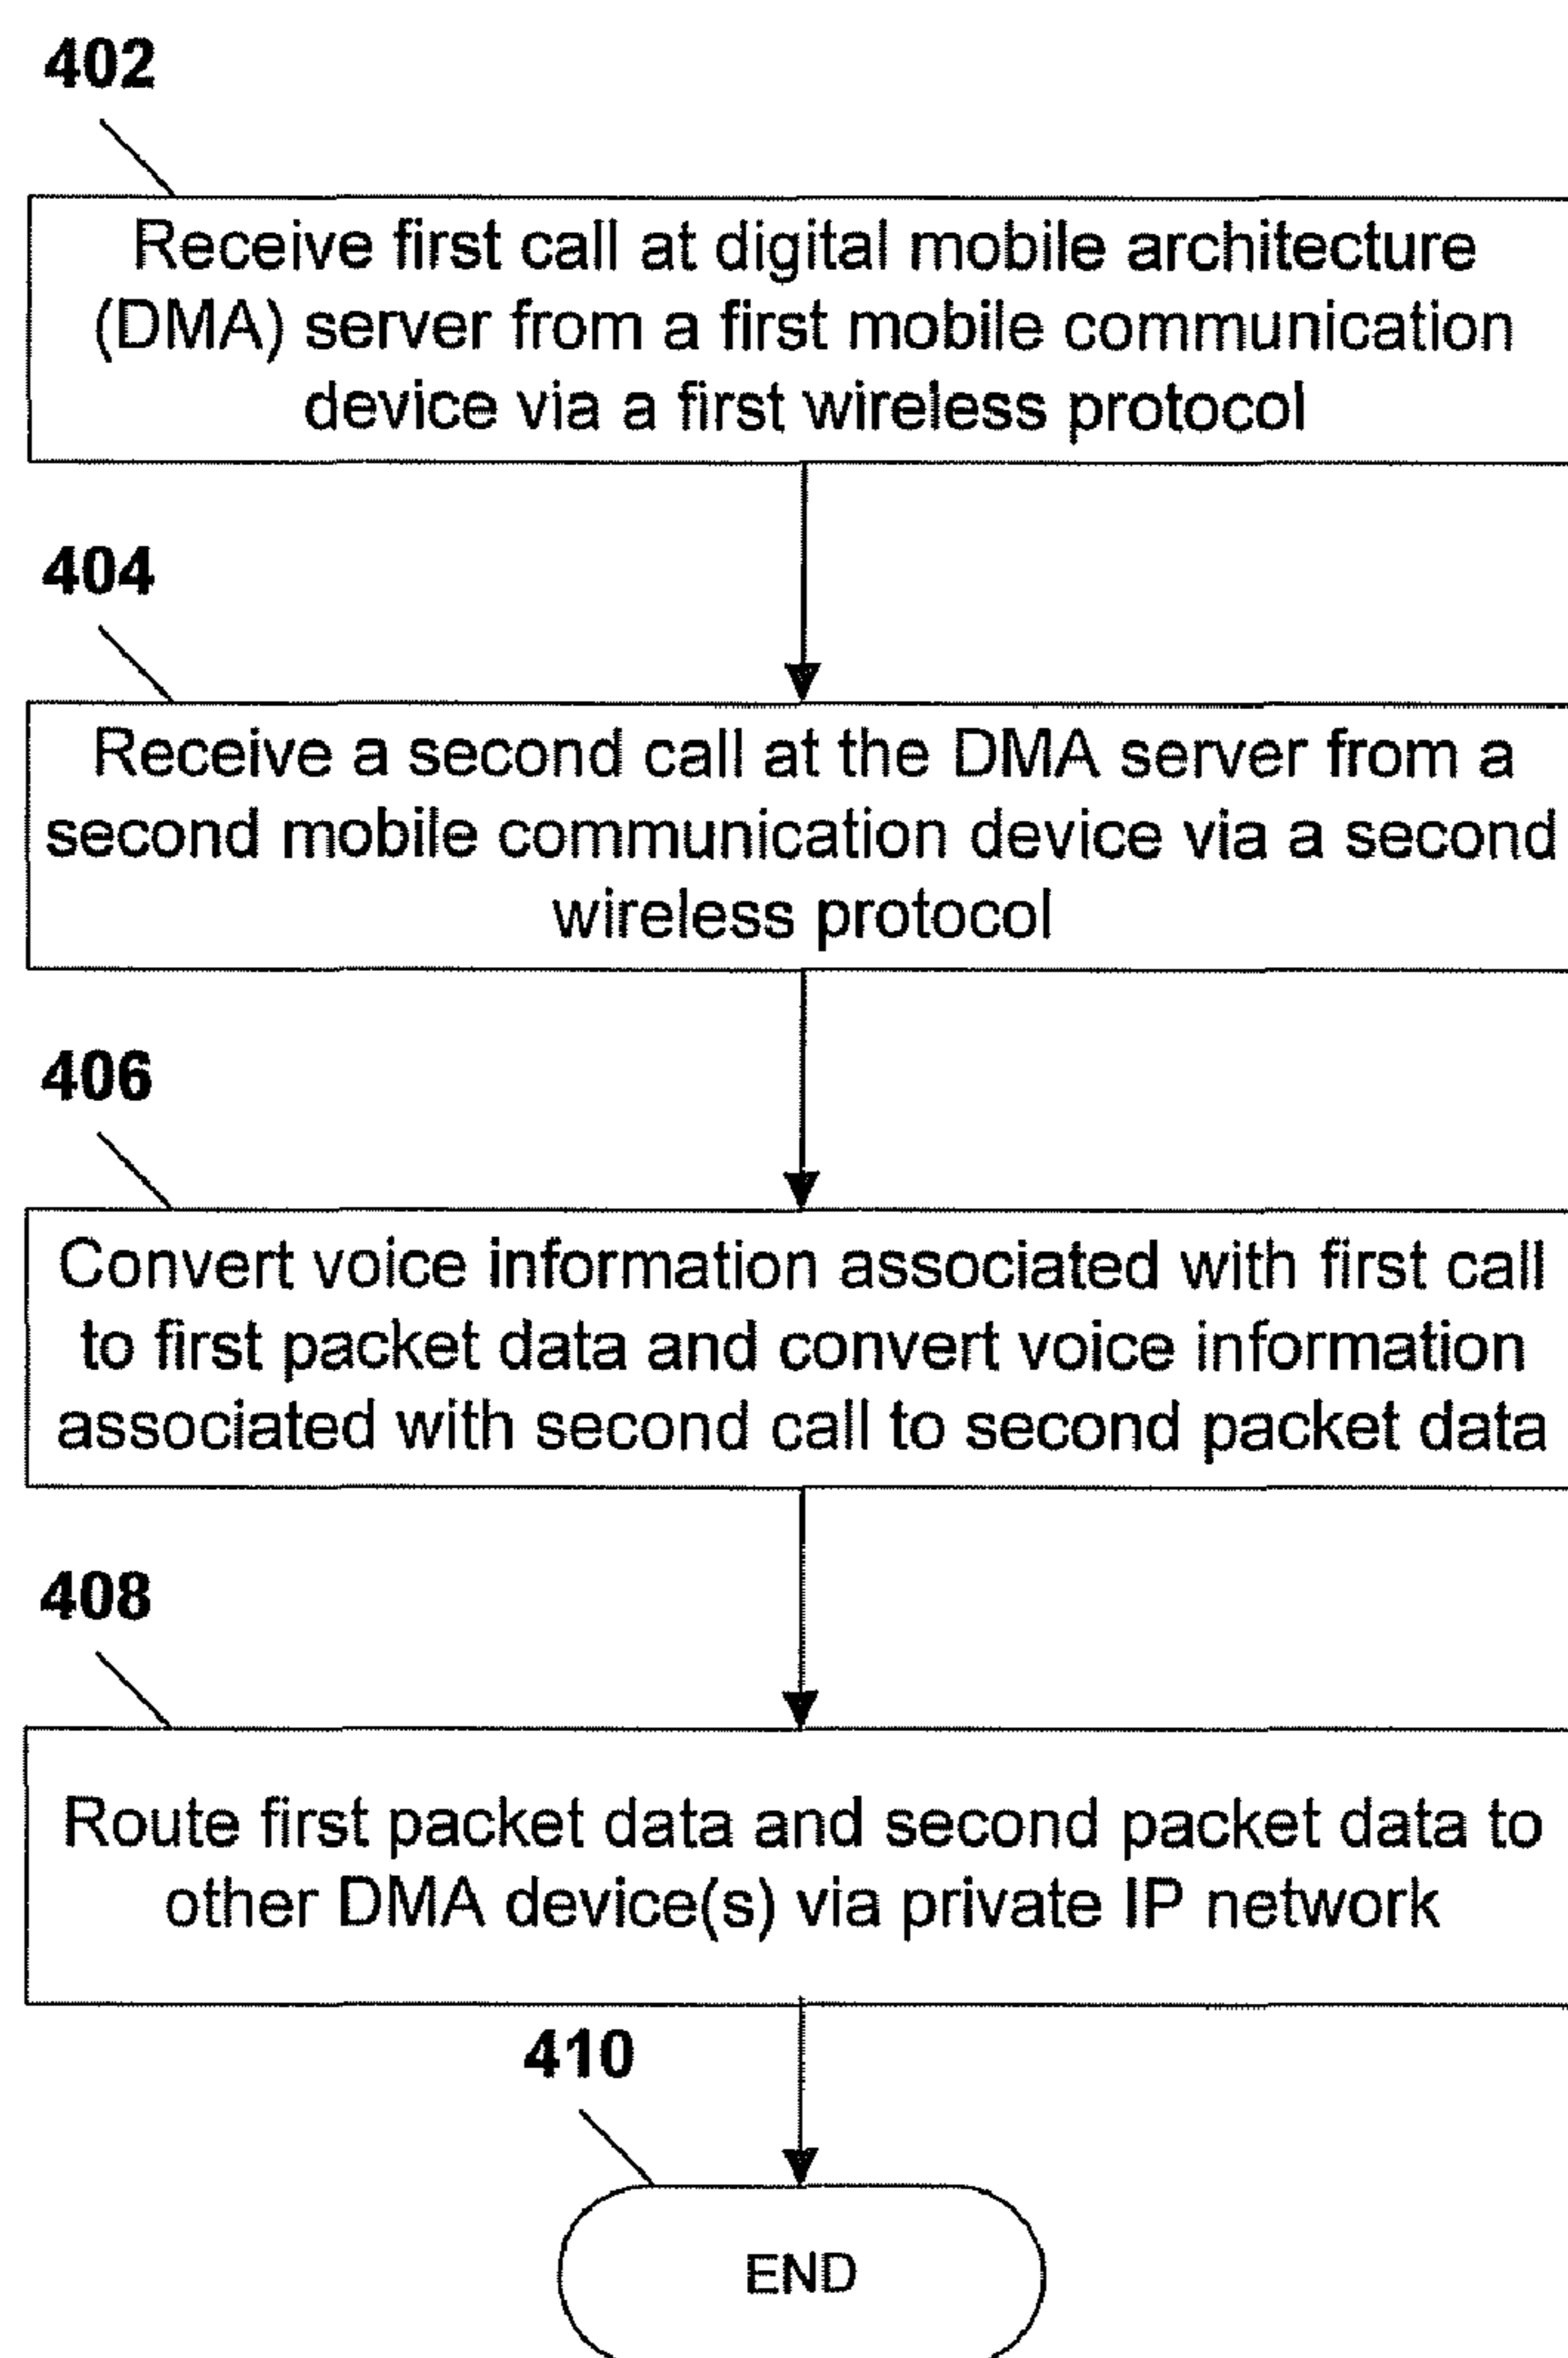 402
Receive first call at digital mobile architecture
(DMA) server from a first mobile communication
device via a first wireless protocol
404
Receive a second call at the DMA server from a
second mobile communication device via a second
wireless protocol
406
Convert voice information associated with first call
to first packet data and convert voice information
associated with second call to second packet data
408
Route first packet data and second packet data to
other DMA device(s) via private IP network
410
END